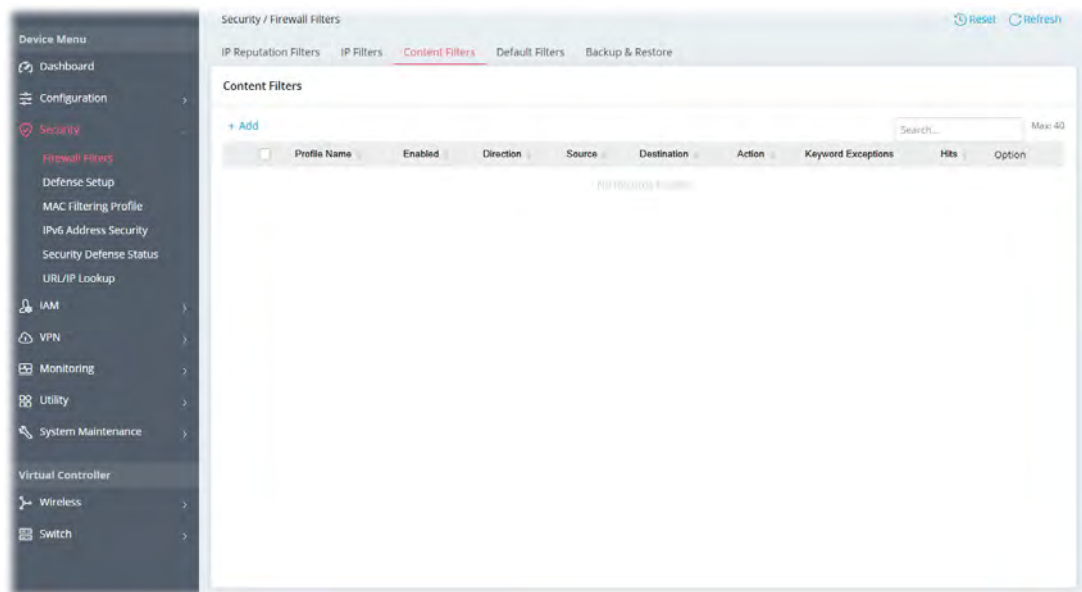 Security / Firewall Filters
Reset Refresh
Device Menu
Dashboard
Configuration
Security
Firewall Filters
Defense Setup
MAC Filtering Profile
IPv6 Address Security
Security Defense Status
URL/IP Lookup
IAM
VPN
Monitoring
Utility
System Maintenance
Virtual Controller
Wireless
Switch
IP Reputation Filters IP Filters Content Filters Default Filters Backup & Restore
Content Filters
+ Add
Search...
Max: 40
Profile Name Enabled Direction Source Destination Action Keyword Exceptions Hits Option